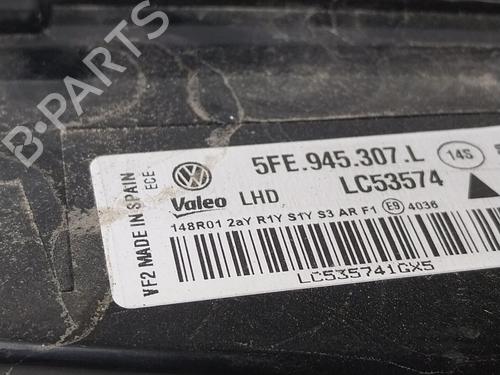 B-PARTS
VF2 MADE IN SPAIN
ECE
VW
5FE.945.307.L
14S
Valeo LHD LC53574
148R01 2aY R1Y S1Y S3 AR F1 E9 4036
LC535741GX5